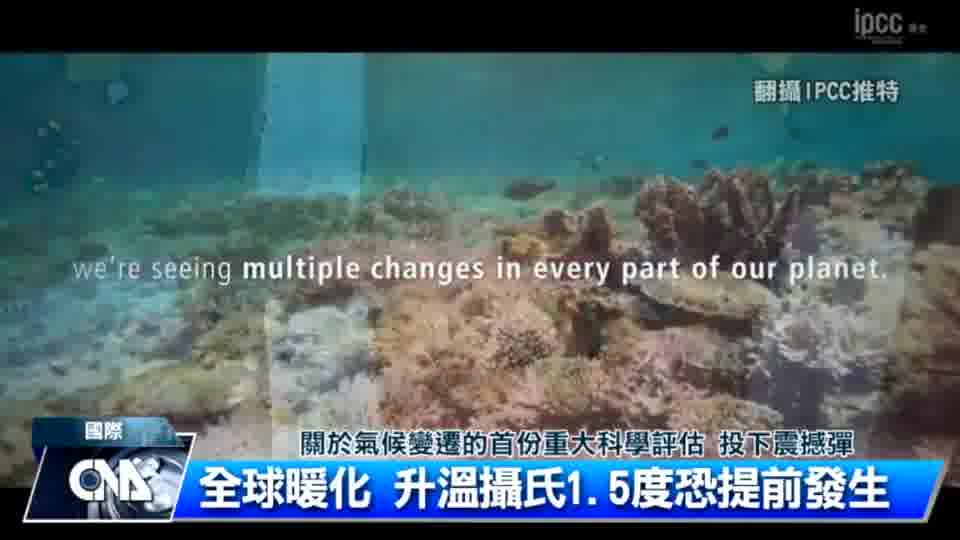 ipcc
翻攝IPCC推特
we're seeing multiple changes in every part of our planet.
國際
關於氣候變遷的首份重大科學評估 投下震撼彈
CNA
全球暖化 升溫攝氏1.5度恐提前發生